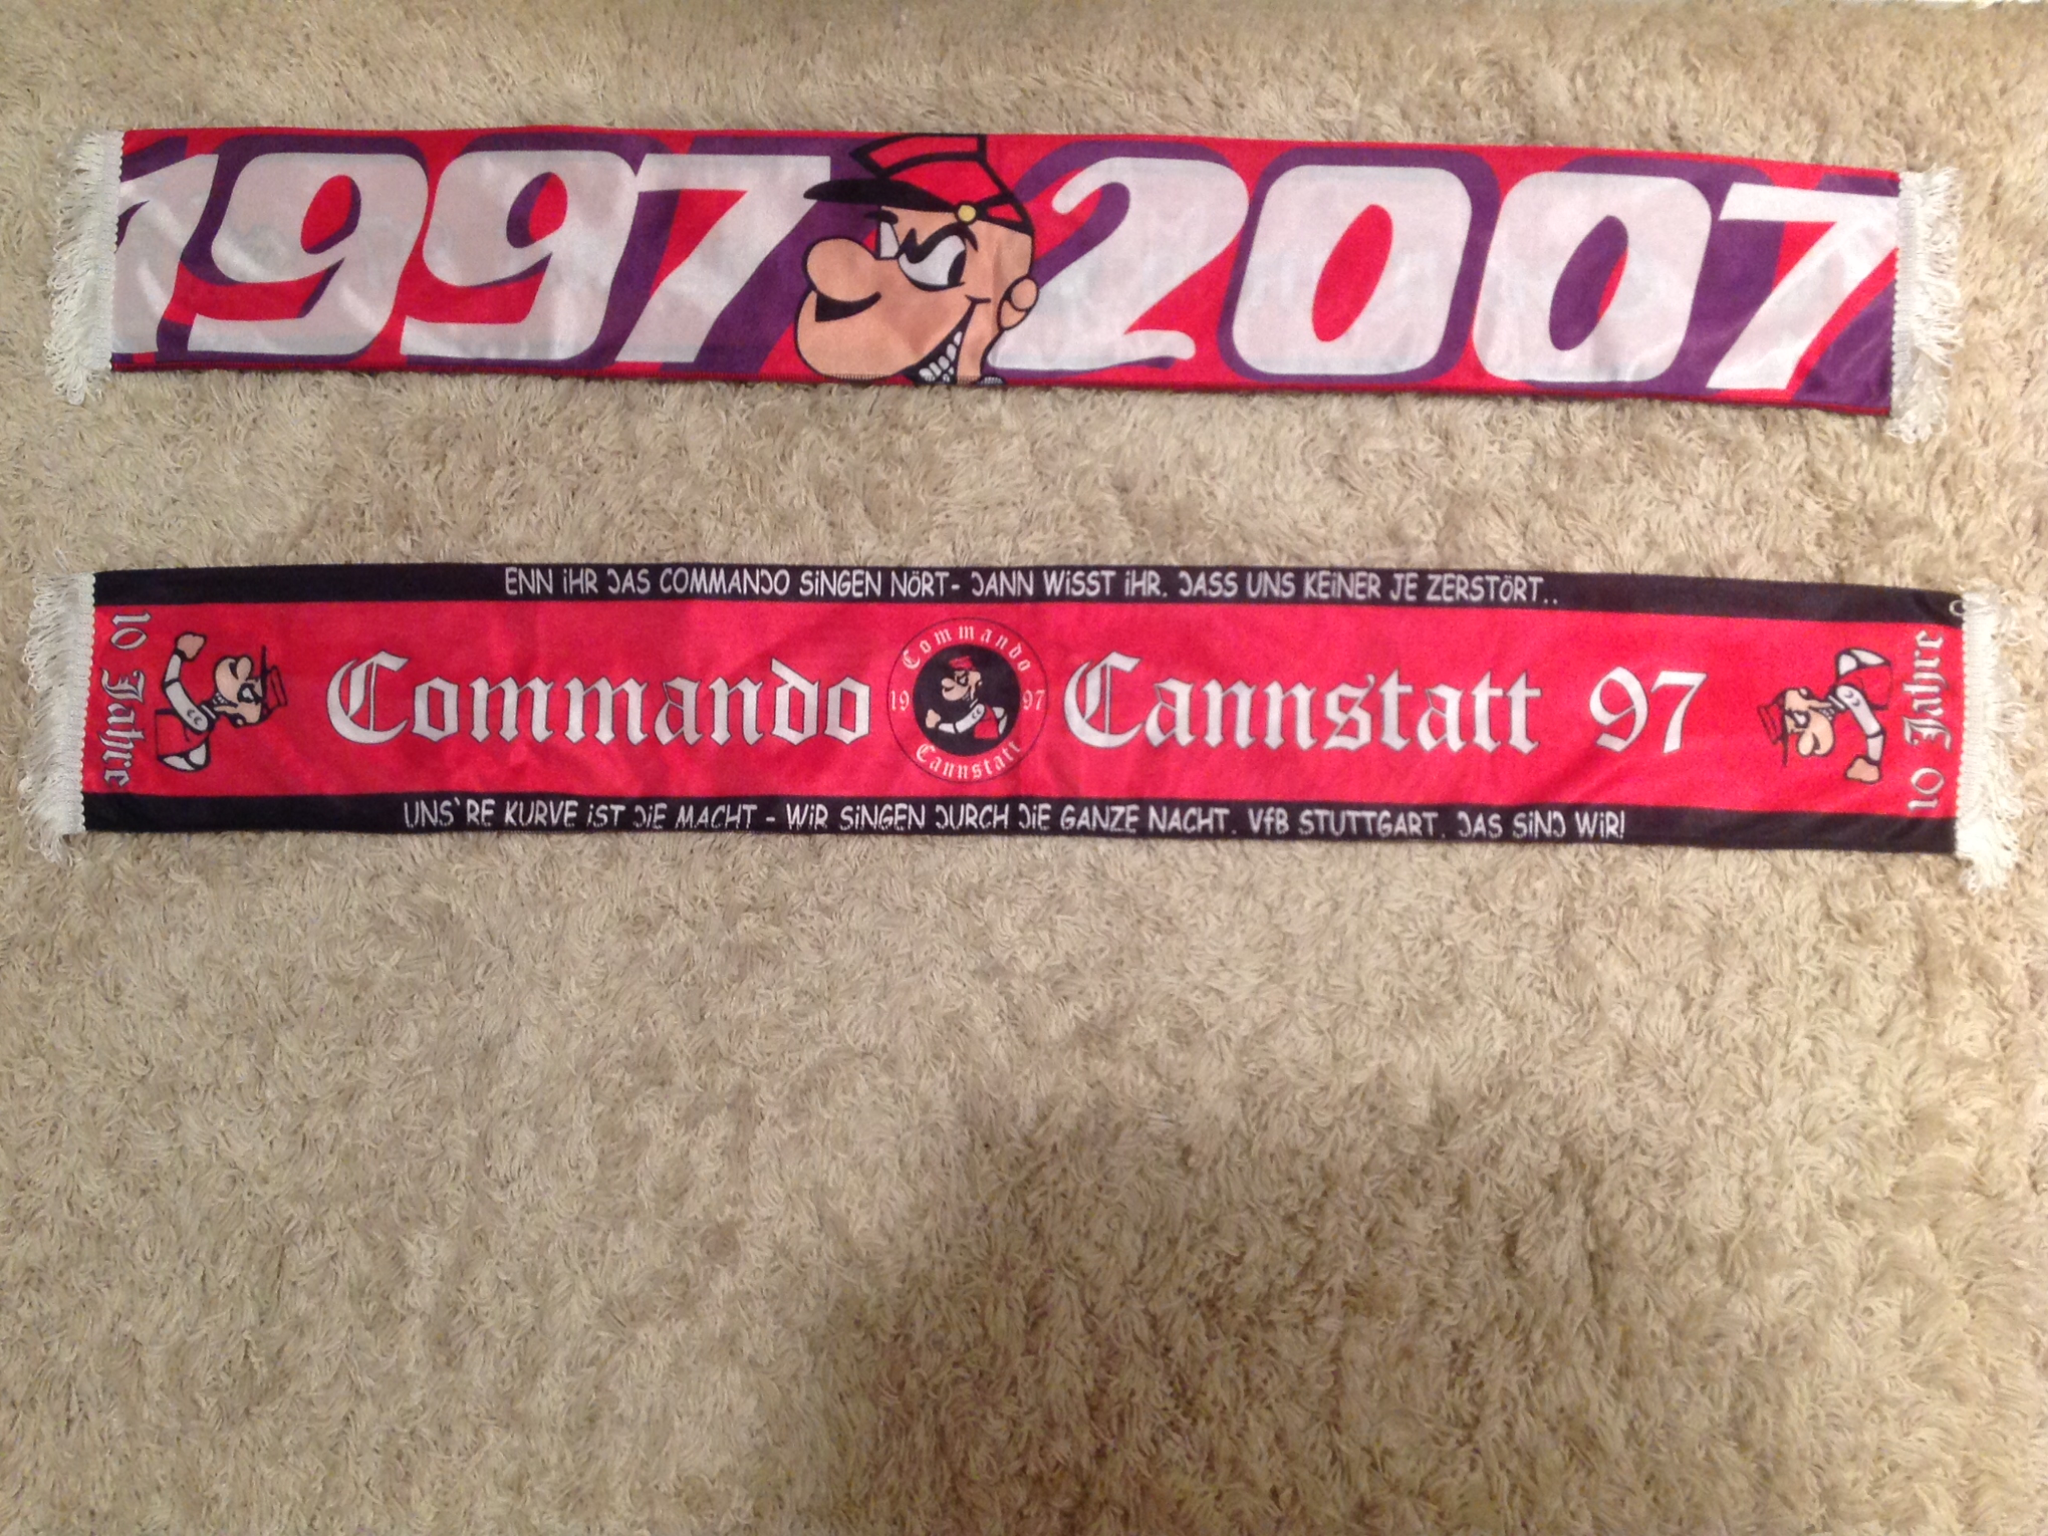 1997 2007
ENN iHR DAS COMMANDO SiNGEN HÖRT- DANN WiSST iHR. DASS UNS KEiNER JE ZERSTÖRT..
10 Jahre
Commando
Commando
19 97
Cannstatt
Cannstatt 97
10 Jahre
UNS`RE KURVE iST DiE MACHT - WiR SiNGEN DURCH DiE GANZE NACHT. VfB STUTTGART. DAS SiND WiR!